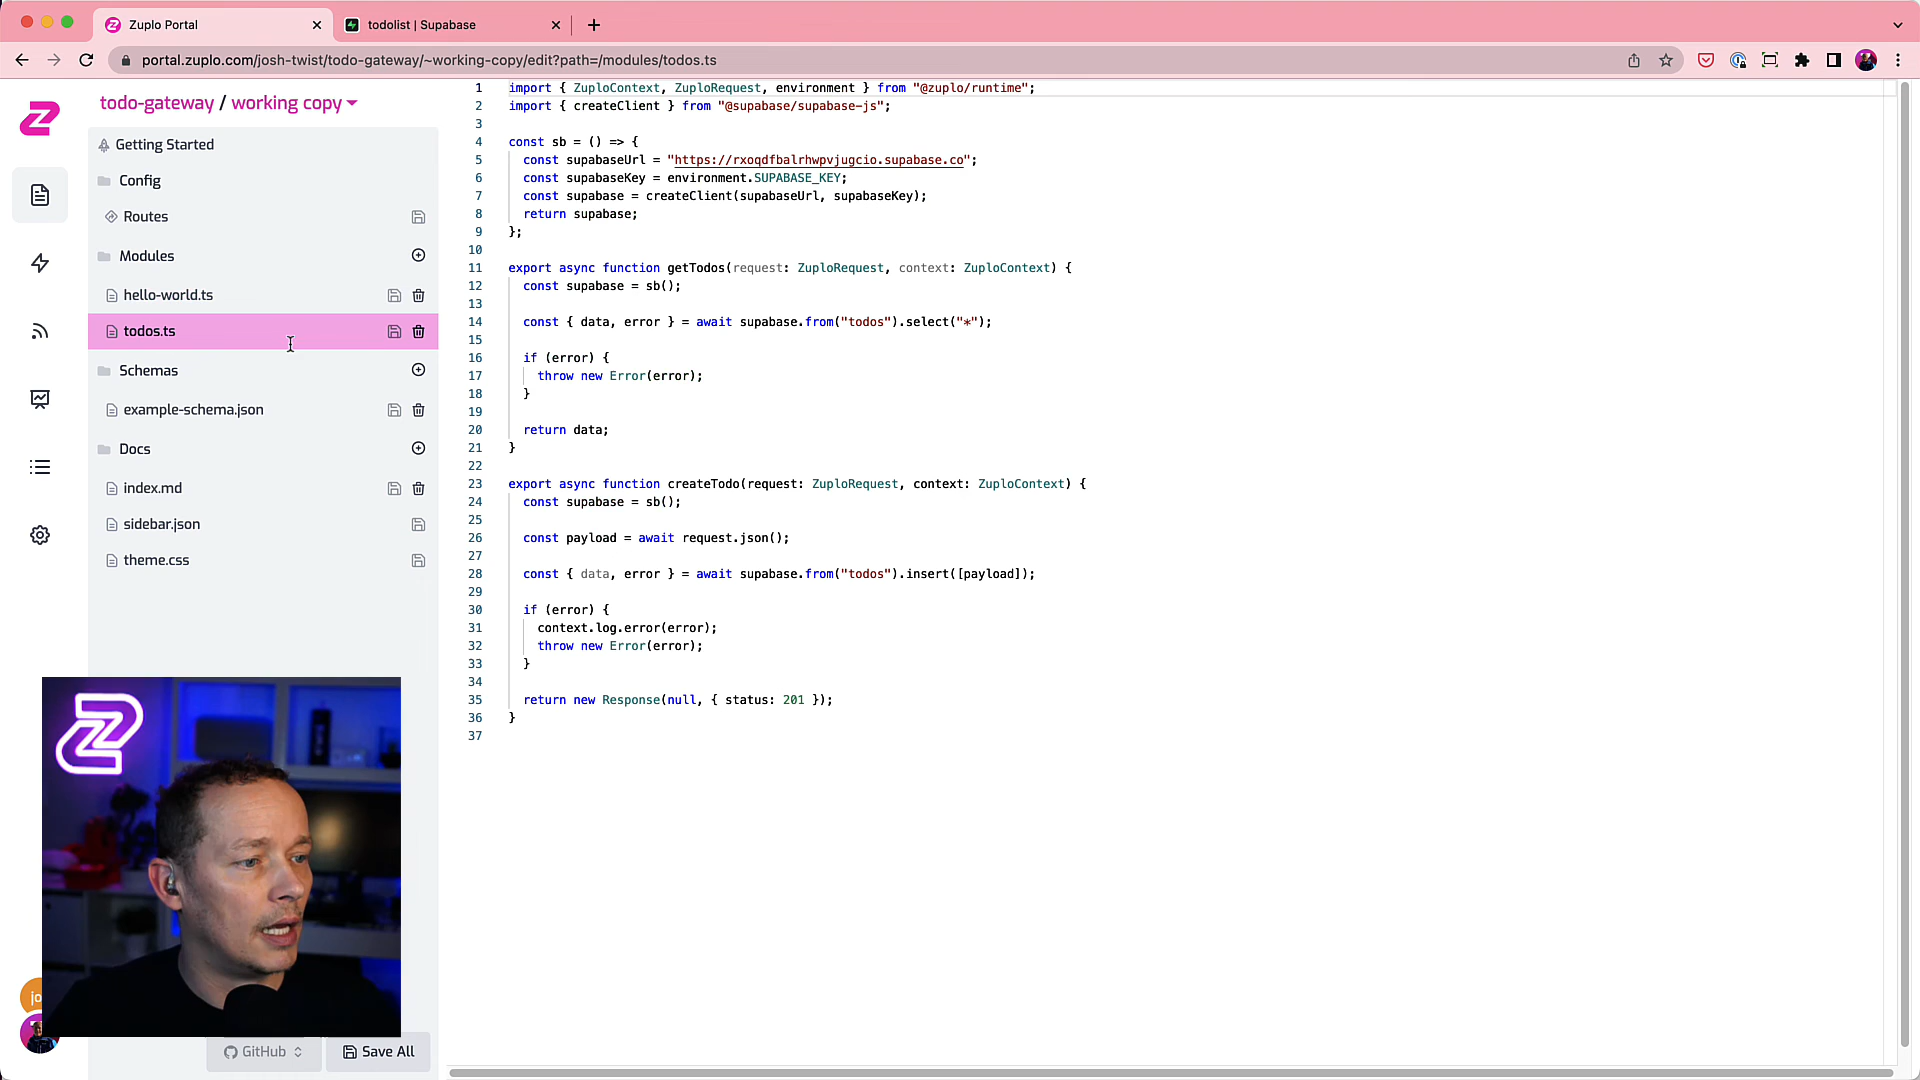 Zuplo Portal
todolist | Supabase
portal.zuplo.com/josh-twist/todo-gateway/~working-copy/edit?path=/modules/todos.ts
todo-gateway / working copy
Getting Started
Config
Routes
Modules
hello-world.ts
todos.ts
Schemas
example-schema.json
Docs
index.md
sidebar.json
theme.css
jo
GitHub
Save All
1 import { ZuploContext, ZuploRequest, environment } from "@zuplo/runtime";
2 import { createClient } from "@supabase/supabase-js";
3
4 const sb = () => {
5 const supabaseUrl = "https://rxoqdfbalrhwpvjugcio.supabase.co";
6 const supabaseKey = environment.SUPABASE_KEY;
7 const supabase = createClient(supabaseUrl, supabaseKey);
8 return supabase;
9 };
10
11 export async function getTodos(request: ZuploRequest, context: ZuploContext) {
12 const supabase = sb();
13
14 const { data, error } = await supabase.from("todos").select("*");
15
16 if (error) {
17 throw new Error(error);
18 }
19
20 return data;
21 }
22
23 export async function createTodo(request: ZuploRequest, context: ZuploContext) {
24 const supabase = sb();
25
26 const payload = await request.json();
27
28 const { data, error } = await supabase.from("todos").insert([payload]);
29
30 if (error) {
31 context.log.error(error);
32 throw new Error(error);
33 }
34
35 return new Response(null, { status: 201 });
36 }
37